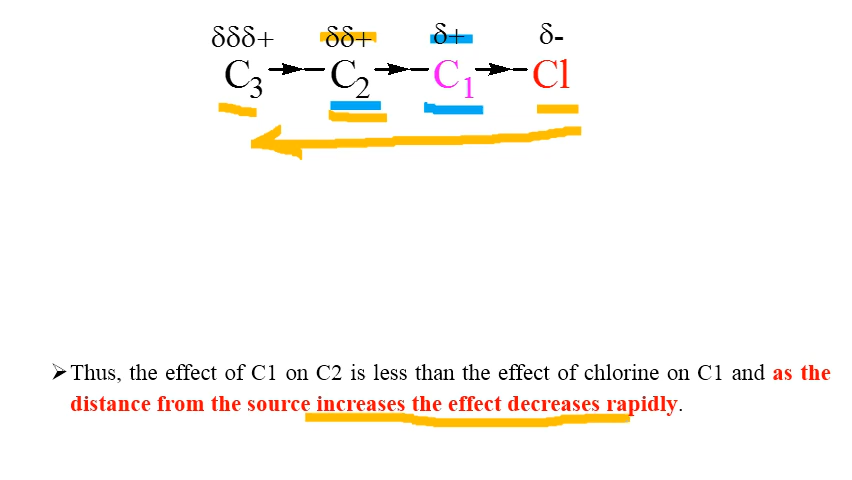 δδδ+ δδ+ δ+ δ-
C3 C2 C1 Cl
➢Thus, the effect of C1 on C2 is less than the effect of chlorine on C1 and as the
distance from the source increases the effect decreases rapidly.